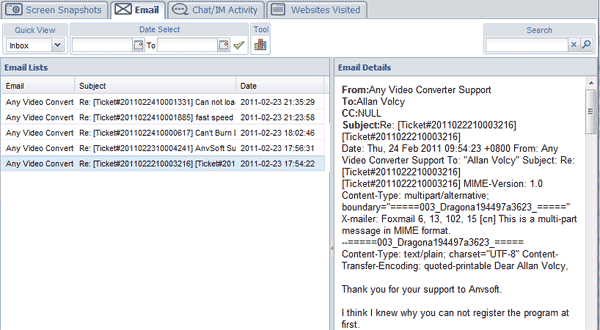 Screen Snapshots Email Chat/IM Activity Websites Visited
Quick View Date Select Tool Search
Inbox To
Email Lists Email Details
Email Subject Date
Any Video Convert Re: [Ticket#2011022410001331] Can not loa 2011-02-23 21:35:29
Any Video Convert Re: [Ticket#2011022410001885] fast speed 2011-02-23 21:23:58
Any Video Convert Re: [Ticket#2011022410000617] Can't Burn D 2011-02-23 18:02:46
Any Video Convert Re: [Ticket#2011022310004241] AnvSoft Su 2011-02-23 17:56:31
Any Video Convert Re: [Ticket#2011022210003216] [Ticket#201 2011-02-23 17:54:22
From:Any Video Converter Support
To:Allan Volcy
CC:NULL
Subject:Re: [Ticket#2011022210003216]
[Ticket#2011022210003216]
Date: Thu, 24 Feb 2011 09:54:23 +0800 From: Any
Video Converter Support To: "Allan Volcy" Subject: Re:
[Ticket#2011022210003216]
[Ticket#2011022210003216] MIME-Version: 1.0
Content-Type: multipart/alternative;
boundary="=====003_Dragona194497a3623_====="
X-mailer: Foxmail 6, 13, 102, 15 [cn] This is a multi-part
message in MIME format.
--=====003_Dragona194497a3623_=====
Content-Type: text/plain; charset="UTF-8" Content-
Transfer-Encoding: quoted-printable Dear Allan Volcy,
Thank you for your support to Anvsoft.
I think I knew why you can not register the program at
first.